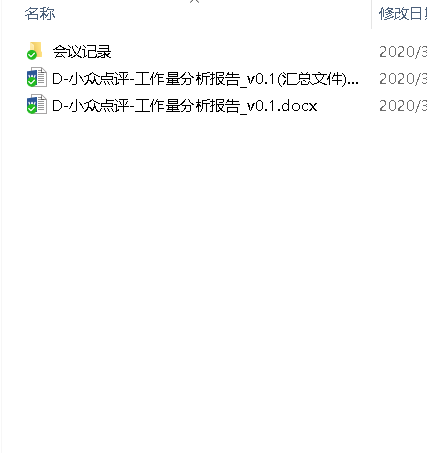 名称 修改日期
会议记录 2020/3
D-小众点评-工作量分析报告_v0.1(汇总文件)... 2020/3
D-小众点评-工作量分析报告_v0.1.docx 2020/3